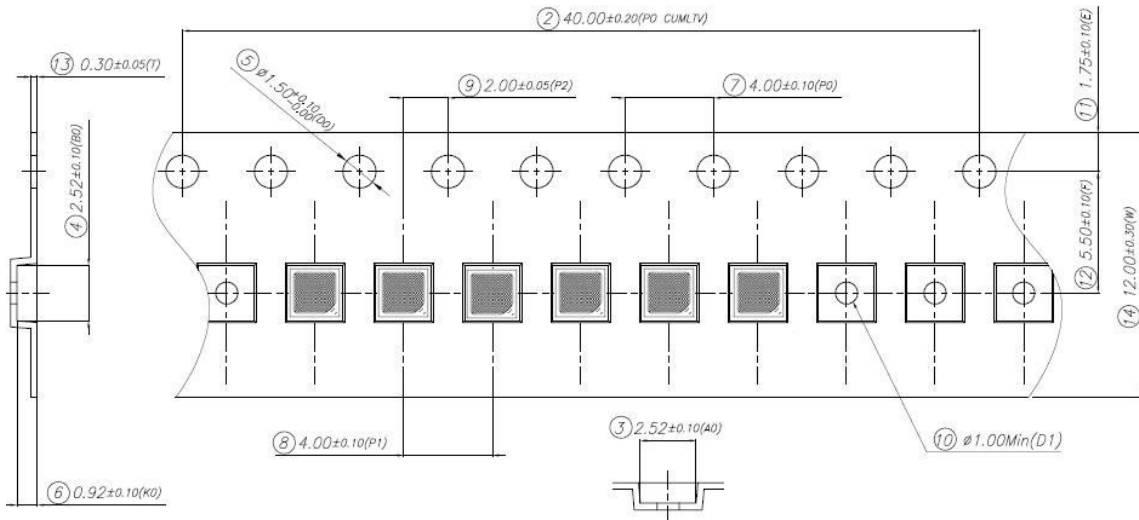 ② 40.00±0.20(P0 CUMLTV)
⑬ 0.30±0.05(T)
⑤ ø1.50+0.10-0.00(D0)
⑨ 2.00±0.05(P2)
⑦ 4.00±0.10(P0)
⑪ 1.75±0.10(E)
④ 2.52±0.10(B0)
⑫ 5.50±0.10(F)
⑭ 12.00±0.30(W)
⑧ 4.00±0.10(P1)
③ 2.52±0.10(A0)
⑩ ø1.00Min(D1)
⑥ 0.92±0.10(K0)